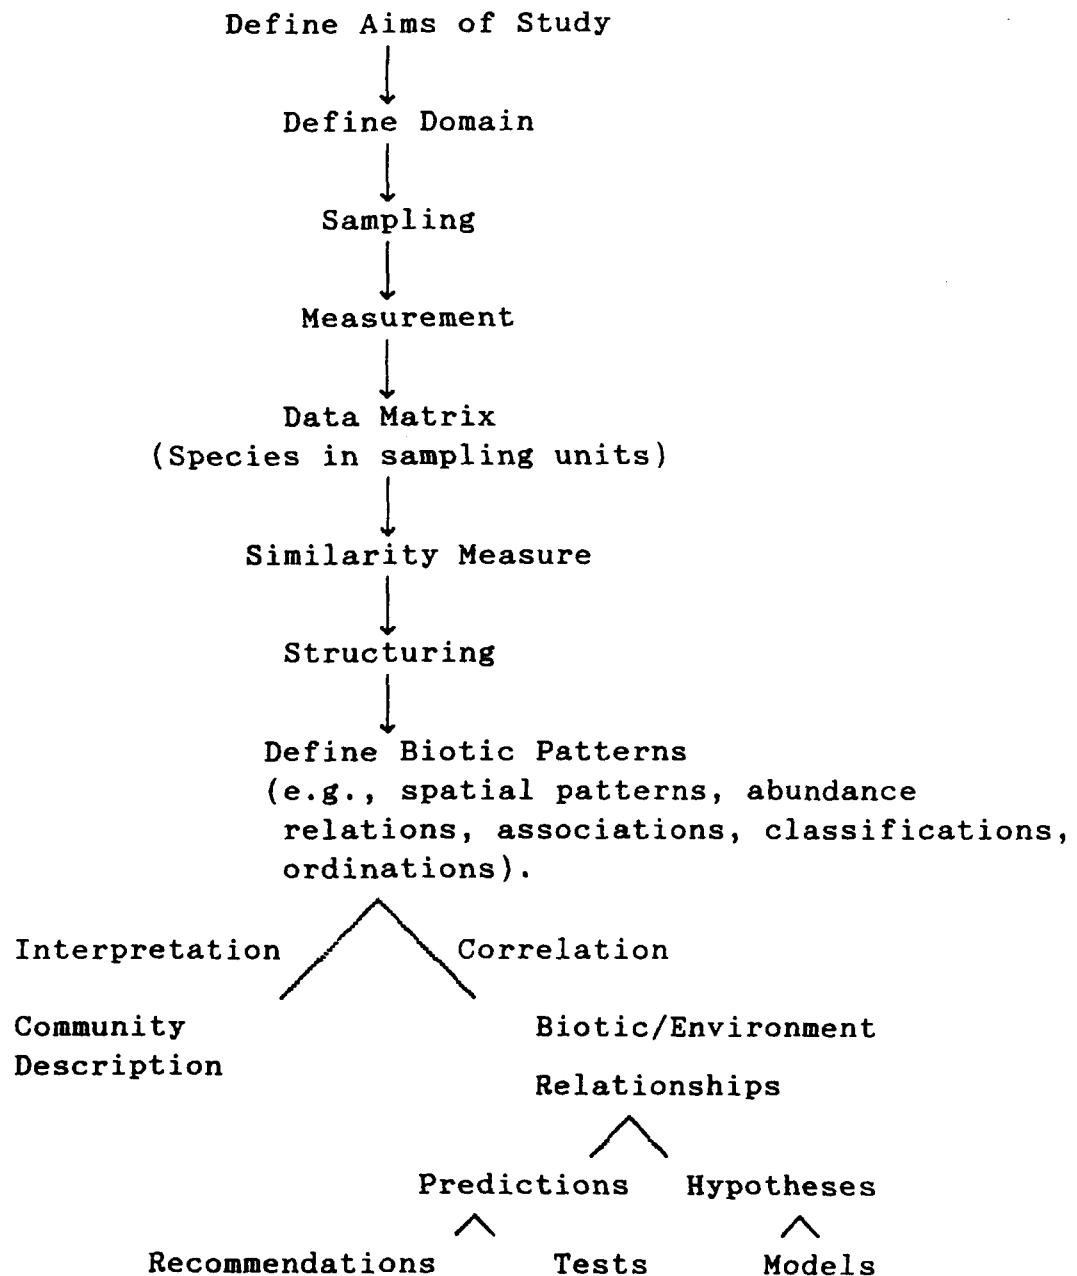 Define Aims of Study
Define Domain
Sampling
Measurement
Data Matrix
(Species in sampling units)
Similarity Measure
Structuring
Define Biotic Patterns
(e.g., spatial patterns, abundance
relations, associations, classifications,
ordinations).
Interpretation Correlation
Community
Description
Biotic/Environment
Relationships
Predictions Hypotheses
Recommendations Tests Models